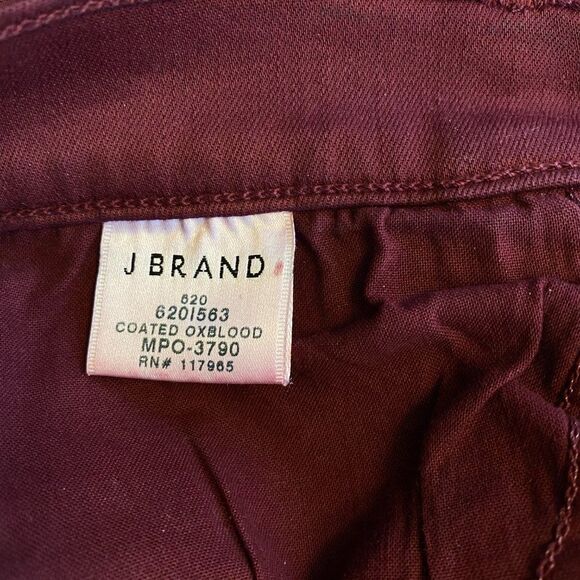 J BRAND
620
620I563
COATED OXBLOOD
MPO-3790
RN# 117965